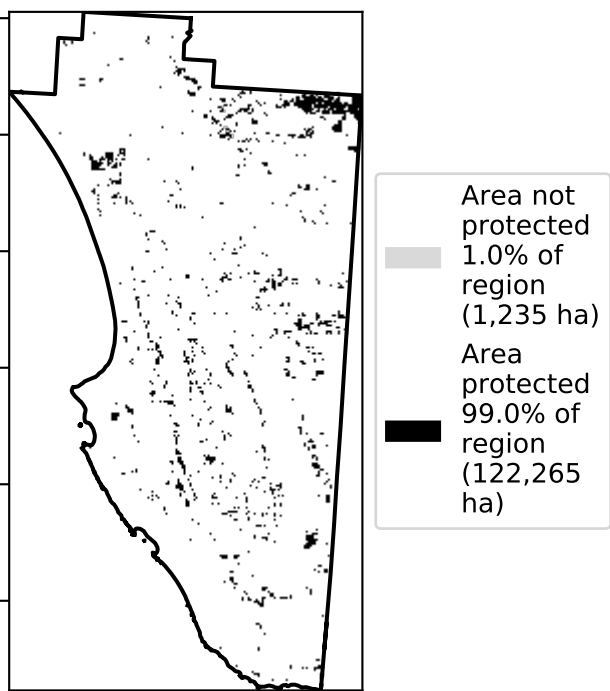 Area not
protected
1.0% of
region
(1,235 ha)
Area
protected
99.0% of
region
(122,265
ha)